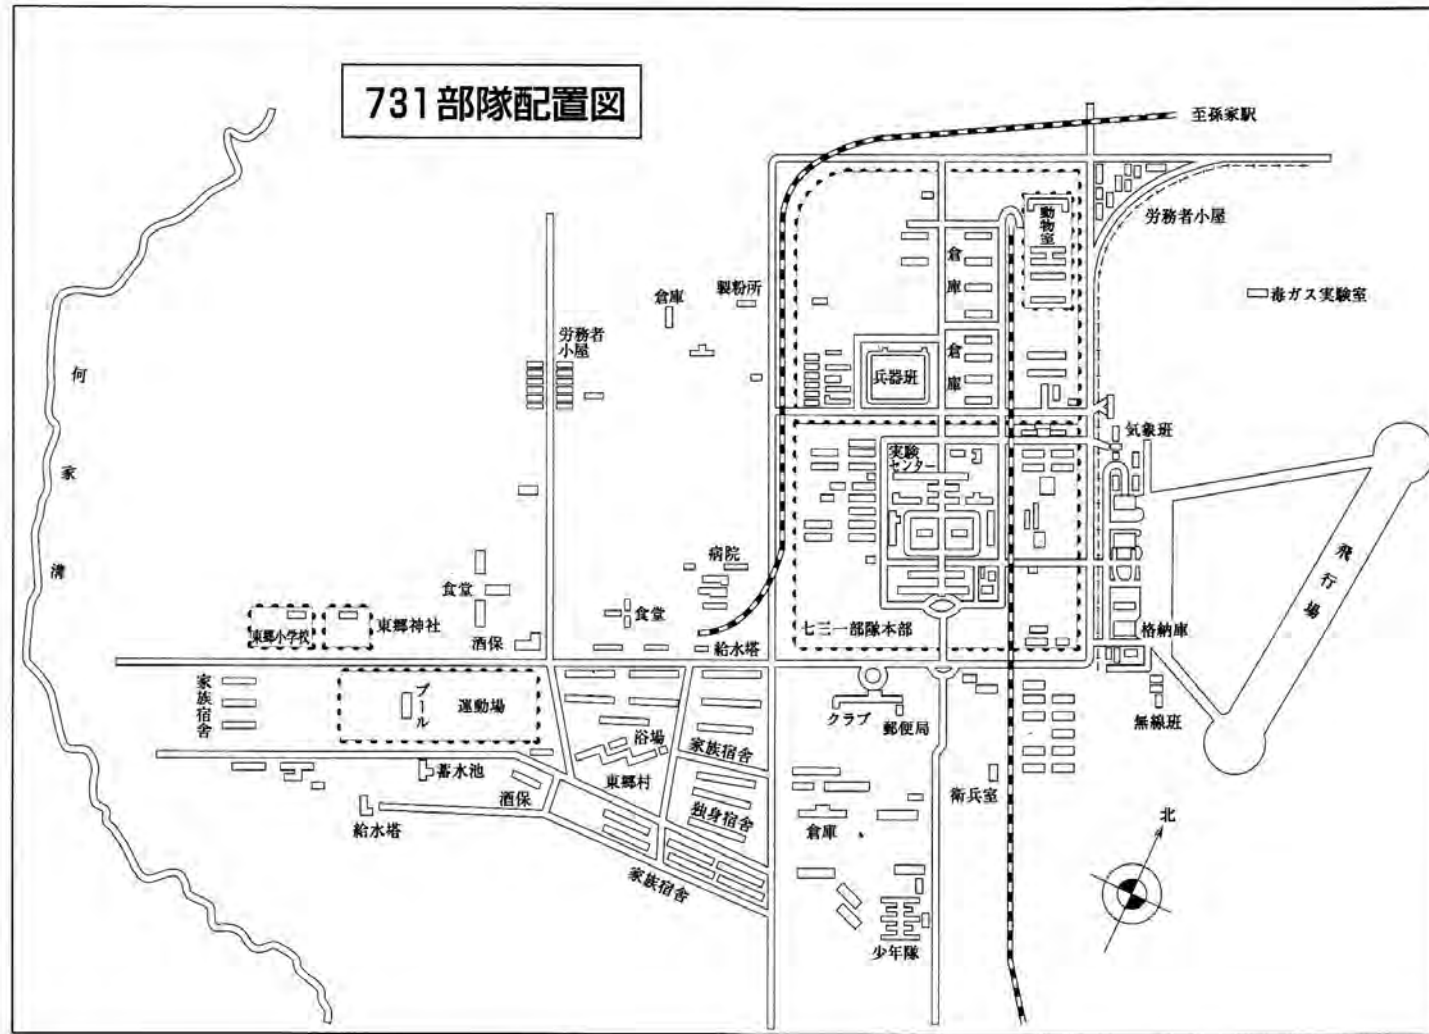 731部隊配置図
至孫家駅
労務者小屋
動物室
倉庫
毒ガス実験室
倉庫
製粉所
労務者
小屋
倉庫
兵器班
何家溝
気象班
実験
センター
飛行場
病院
食堂
食堂
東郷小学校
東郷神社
酒保
給水塔
七三一部隊本部
格納庫
家族宿舎
プール
運動場
クラブ
郵便局
無線班
浴場
家族宿舎
東郷村
蓄水池
酒保
独身宿舎
衛兵室
給水塔
倉庫
北
家族宿舎
少年隊